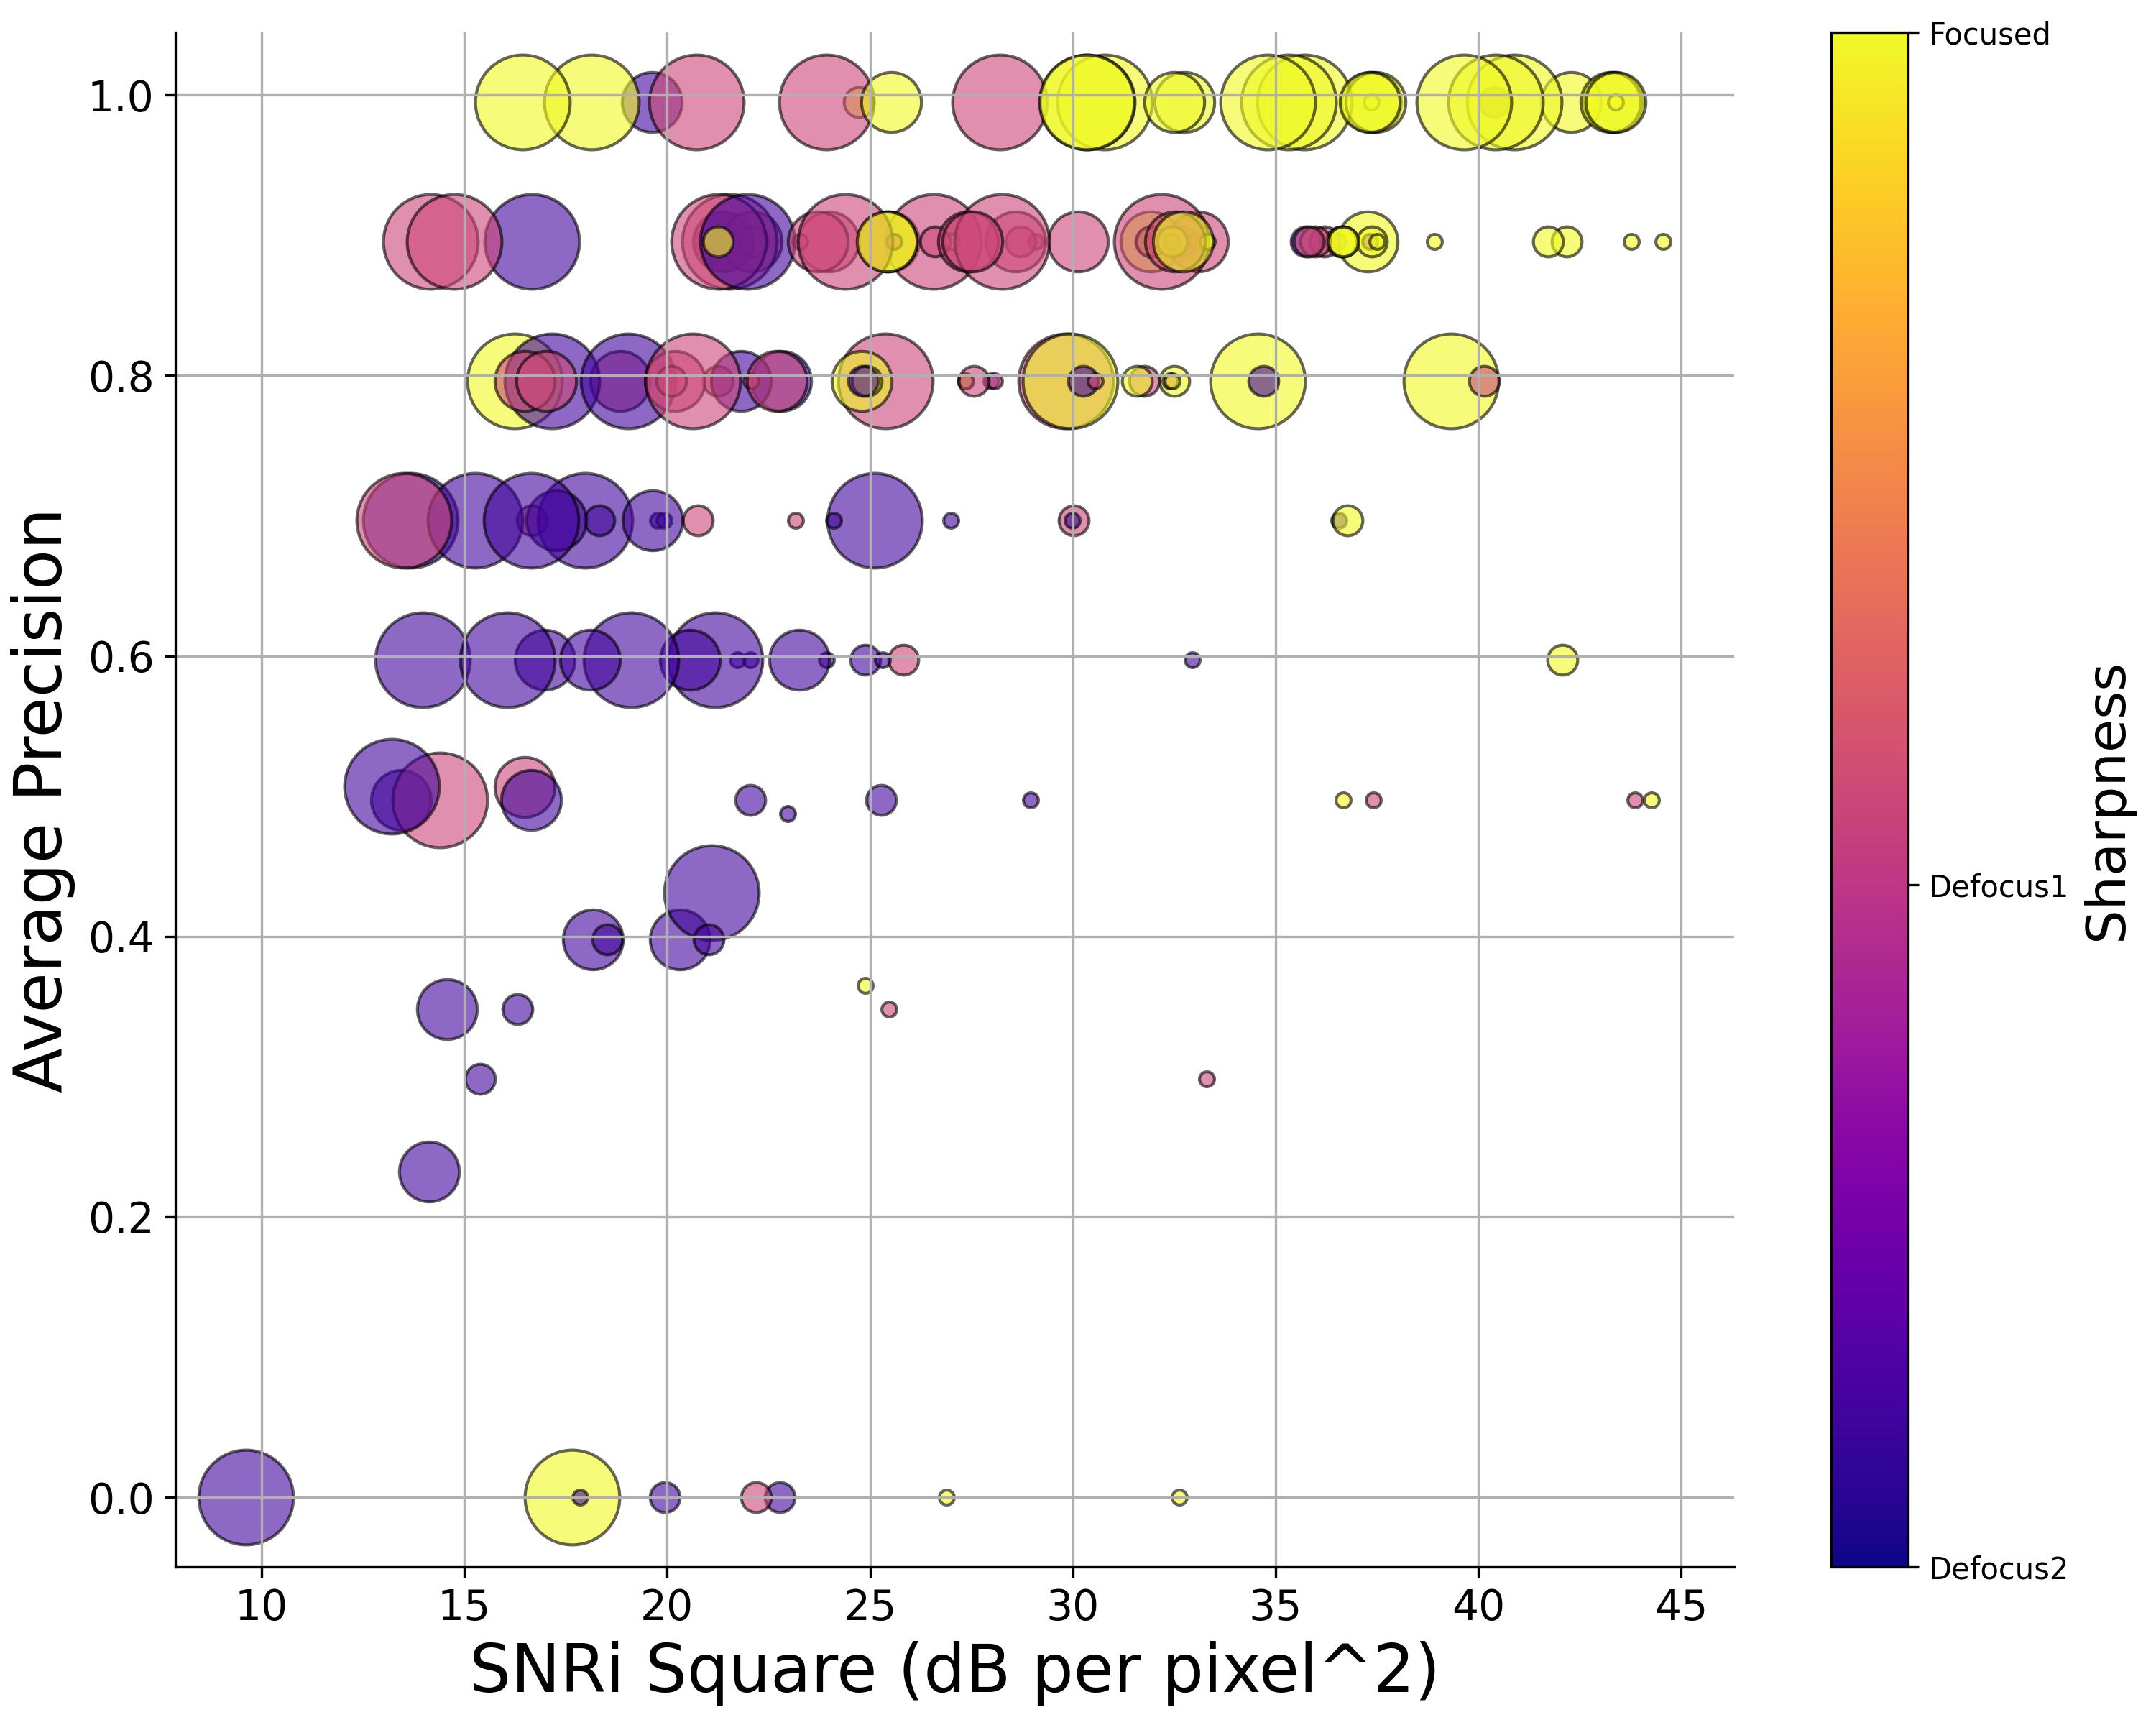 Average Precision
1.0
0.8
0.6
0.4
0.2
0.0
10 15 20 25 30 35 40 45
SNRi Square (dB per pixel^2)
Focused
Defocus1
Defocus2
Sharpness